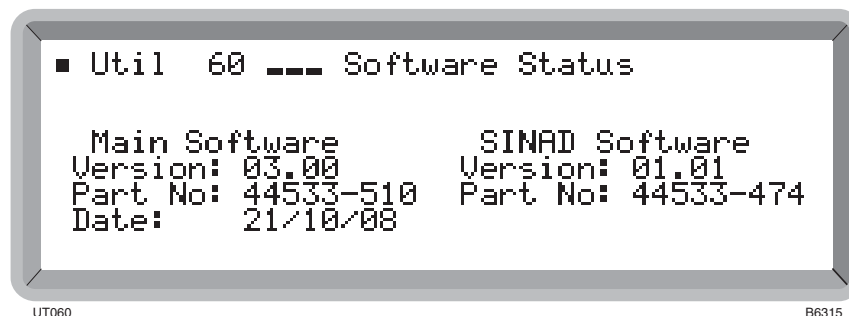 ▪ Util 60 ___ Software Status
Main Software SINAD Software
Version: 03.00 Version: 01.01
Part No: 44533-510 Part No: 44533-474
Date: 21/10/08
UT060 B6315